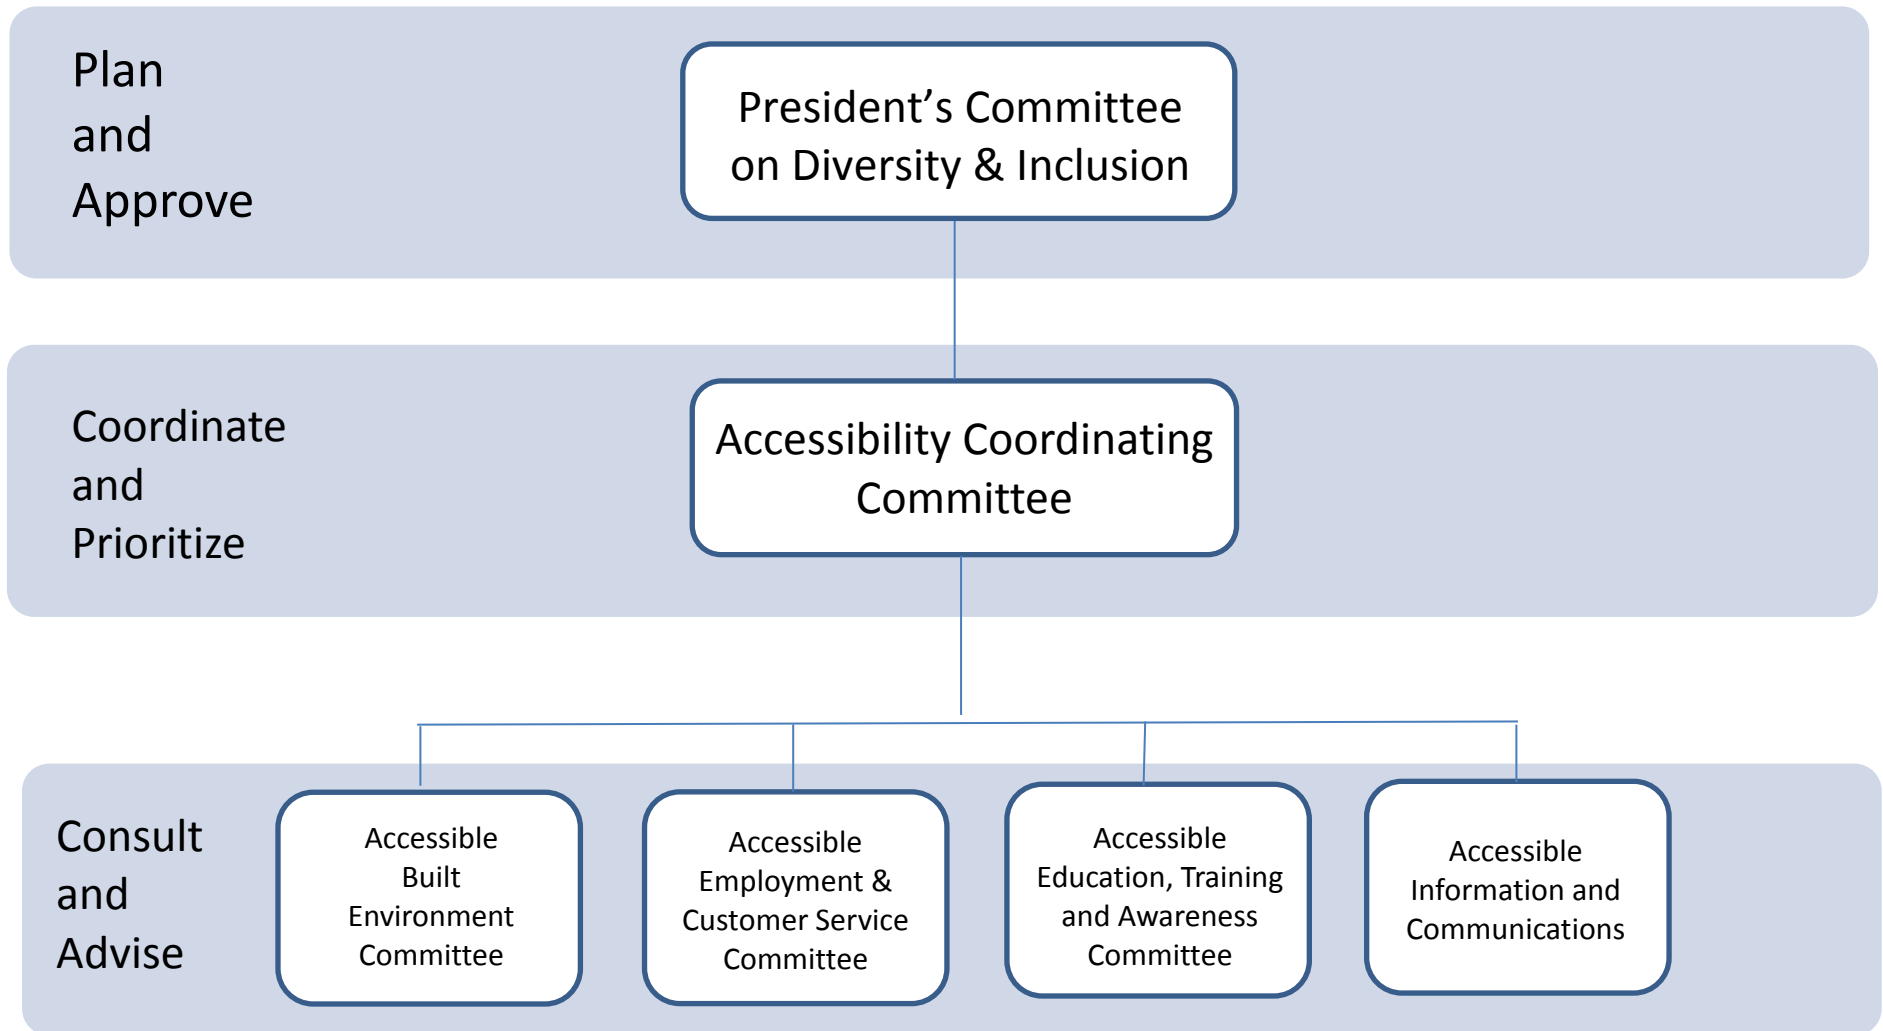 Plan
and
Approve
President’s Committee
on Diversity & Inclusion
Coordinate
and
Prioritize
Accessibility Coordinating
Committee
Consult
and
Advise
Accessible
Built
Environment
Committee
Accessible
Employment &
Customer Service
Committee
Accessible
Education, Training
and Awareness
Committee
Accessible
Information and
Communications